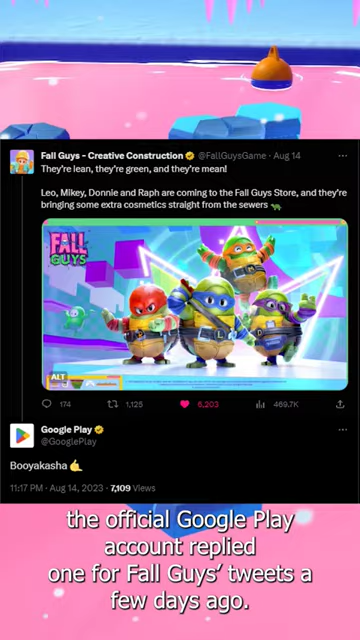 Fall Guys - Creative Construction @FallGuysGame · Aug 14
They're lean, they're green, and they're mean!
Leo, Mikey, Donnie and Raph are coming to the Fall Guys Store, and they're
bringing some extra cosmetics straight from the sewers 🐢
FALL
GUYS
ALT
174 1,125 6,203 469.7K
Google Play
@GooglePlay
Booyakasha 🤙
11:17 PM · Aug 14, 2023 · 7,109 Views
the official Google Play
account replied
one for Fall Guys' tweets a
few days ago.